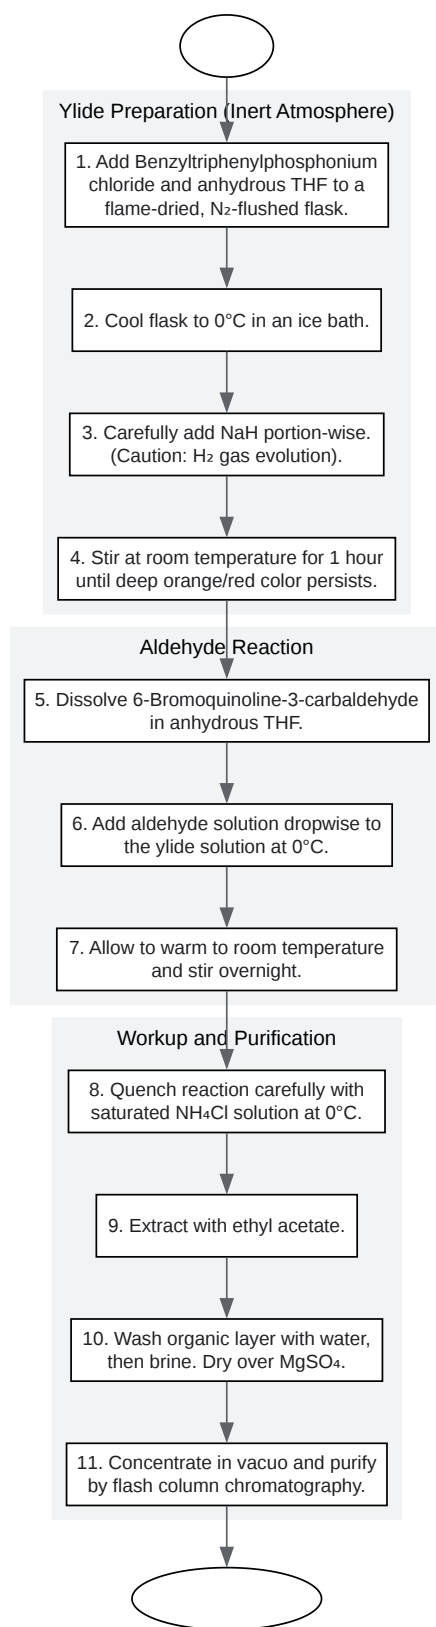 Ylide Preparation (Inert Atmosphere)
1. Add Benzyltriphenylphosphonium
chloride and anhydrous THF to a
flame-dried, N₂-flushed flask.
2. Cool flask to 0°C in an ice bath.
3. Carefully add NaH portion-wise.
(Caution: H₂ gas evolution).
4. Stir at room temperature for 1 hour
until deep orange/red color persists.
Aldehyde Reaction
5. Dissolve 6-Bromoquinoline-3-carbaldehyde
in anhydrous THF.
6. Add aldehyde solution dropwise to
the ylide solution at 0°C.
7. Allow to warm to room temperature
and stir overnight.
Workup and Purification
8. Quench reaction carefully with
saturated NH₄Cl solution at 0°C.
9. Extract with ethyl acetate.
10. Wash organic layer with water,
then brine. Dry over MgSO₄.
11. Concentrate in vacuo and purify
by flash column chromatography.